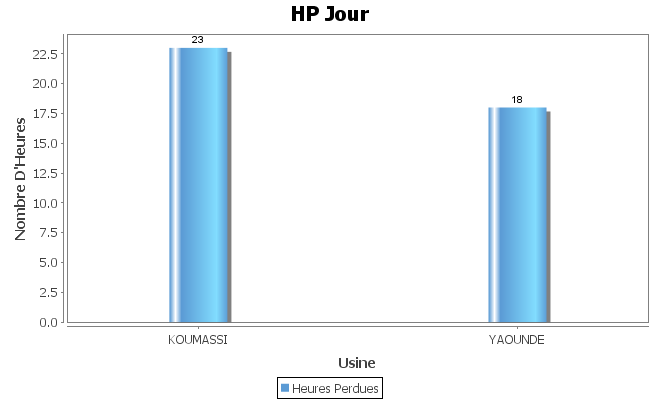 HP Jour
23
18
22.5
20.0
17.5
15.0
12.5
10.0
7.5
5.0
2.5
0.0
Nombre D'Heures
KOUMASSI
YAOUNDE
Usine
Heures Perdues